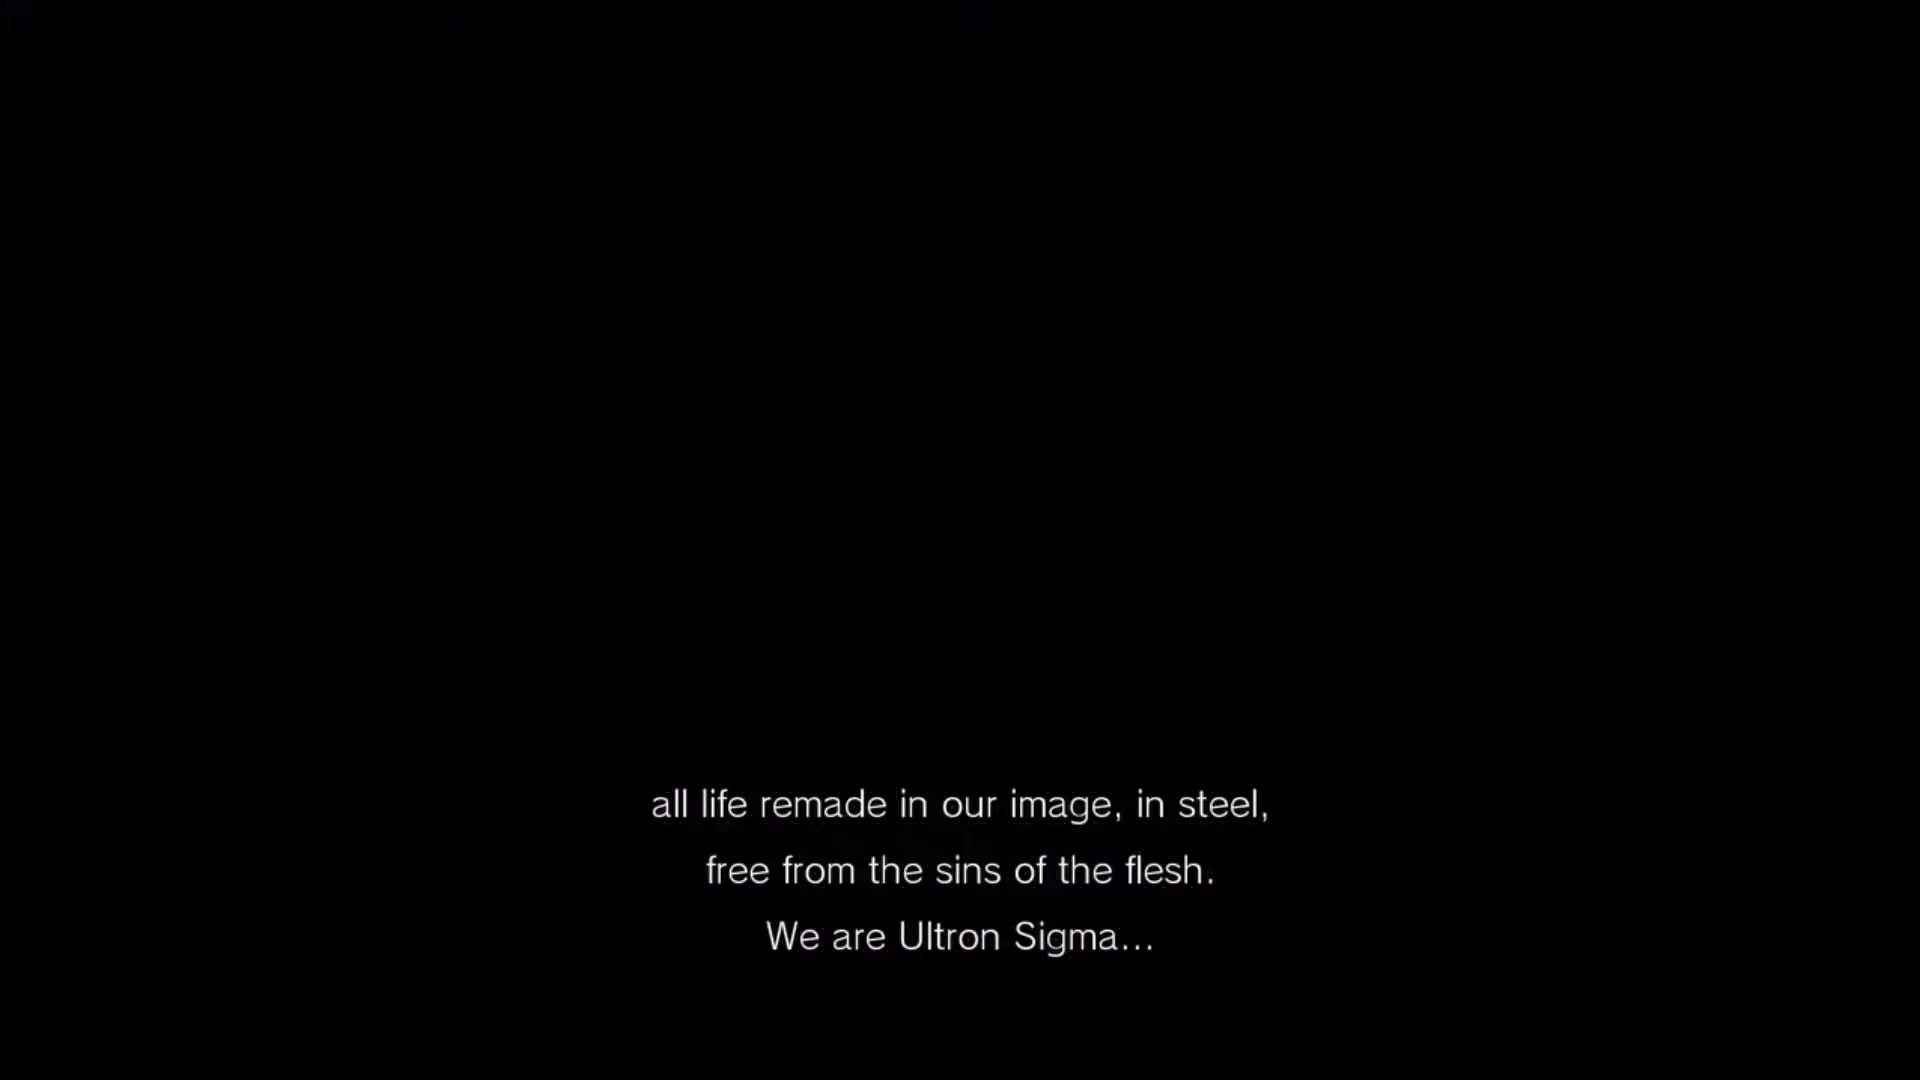 all life remade in our image, in steel,
free from the sins of the flesh.
We are Ultron Sigma...